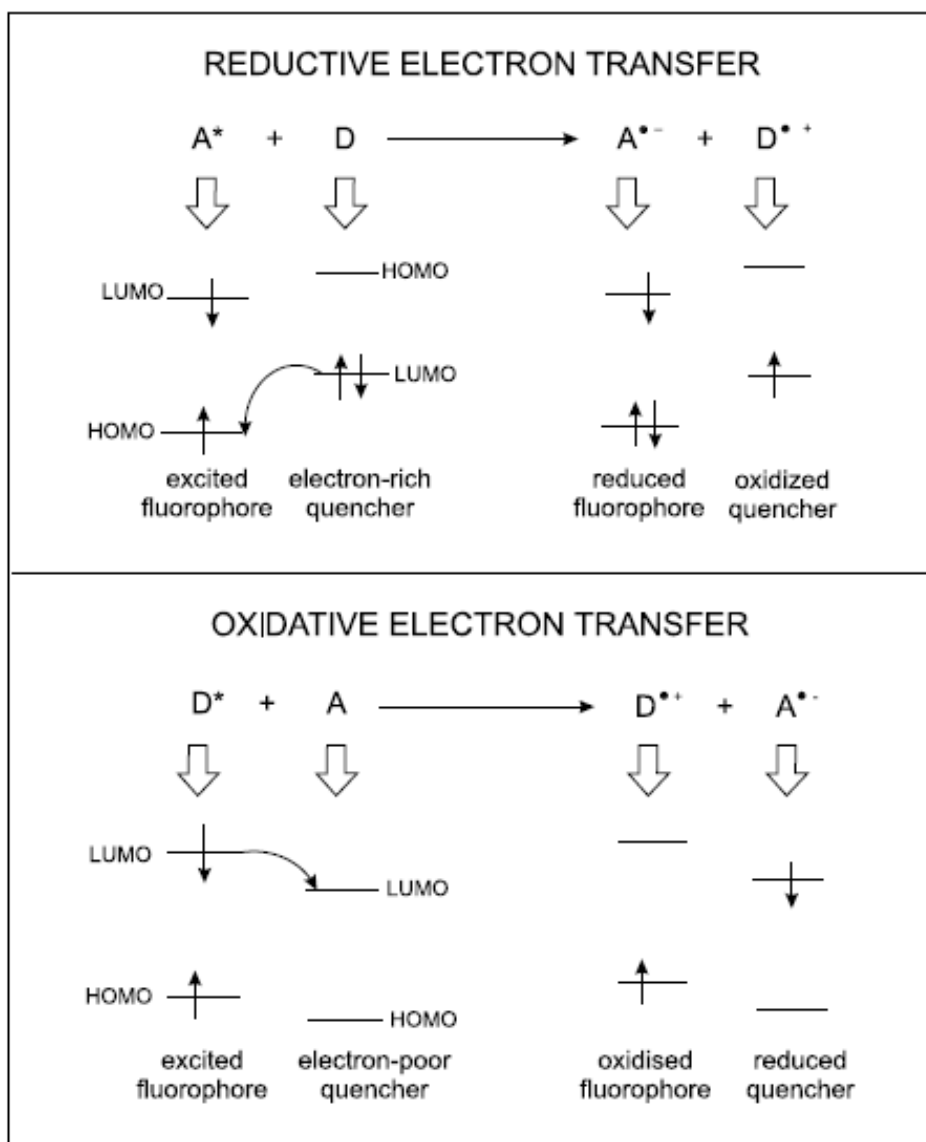 REDUCTIVE ELECTRON TRANSFER
A* + D A•– + D•+
HOMO
LUMO
LUMO
HOMO
excited fluorophore
electron-rich quencher
reduced fluorophore
oxidized quencher
OXIDATIVE ELECTRON TRANSFER
D* + A D•+ + A•-
LUMO
LUMO
HOMO
HOMO
excited fluorophore
electron-poor quencher
oxidised fluorophore
reduced quencher